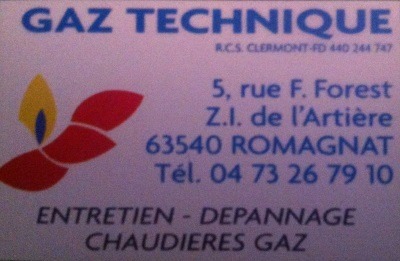 GAZ TECHNIQUE
R.C.S. CLERMONT-FD 440 244 747
5, rue F. Forest
Z.I. de l'Artière
63540 ROMAGNAT
Tél. 04 73 26 79 10
ENTRETIEN - DEPANNAGE
CHAUDIERES GAZ